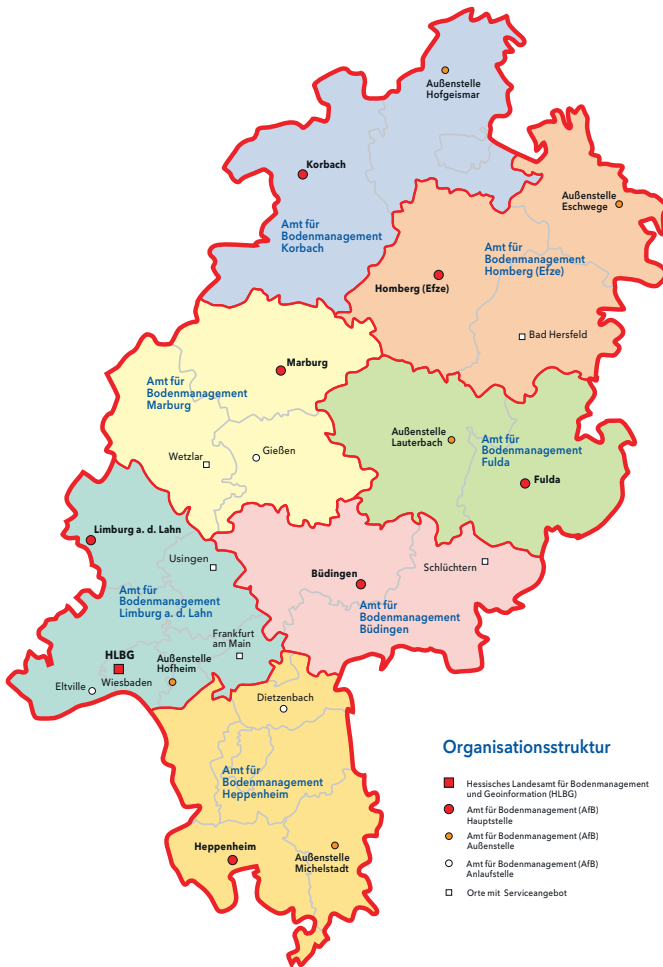 Außenstelle
Hofgeismar
Korbach
Außenstelle
Eschwege
Amt für
Bodenmanagement
Korbach
Amt für
Bodenmanagement
Homberg (Efze)
Homberg (Efze)
Bad Hersfeld
Marburg
Amt für
Bodenmanagement
Marburg
Außenstelle
Lauterbach
Amt für
Bodenmanagement
Fulda
Wetzlar
Gießen
Fulda
Limburg a. d. Lahn
Usingen
Büdingen
Schlüchtern
Amt für
Bodenmanagement
Limburg a. d. Lahn
Amt für
Bodenmanagement
Büdingen
Frankfurt
am Main
HLBG
Wiesbaden
Außenstelle
Hofheim
Eltville
Dietzenbach
Amt für
Bodenmanagement
Heppenheim
Heppenheim
Außenstelle
Michelstadt
Organisationsstruktur
Hessisches Landesamt für Bodenmanagement
und Geoinformation (HLBG)
Amt für Bodenmanagement (AfB)
Hauptstelle
Amt für Bodenmanagement (AfB)
Außenstelle
Amt für Bodenmanagement (AfB)
Anlaufstelle
Orte mit Serviceangebot